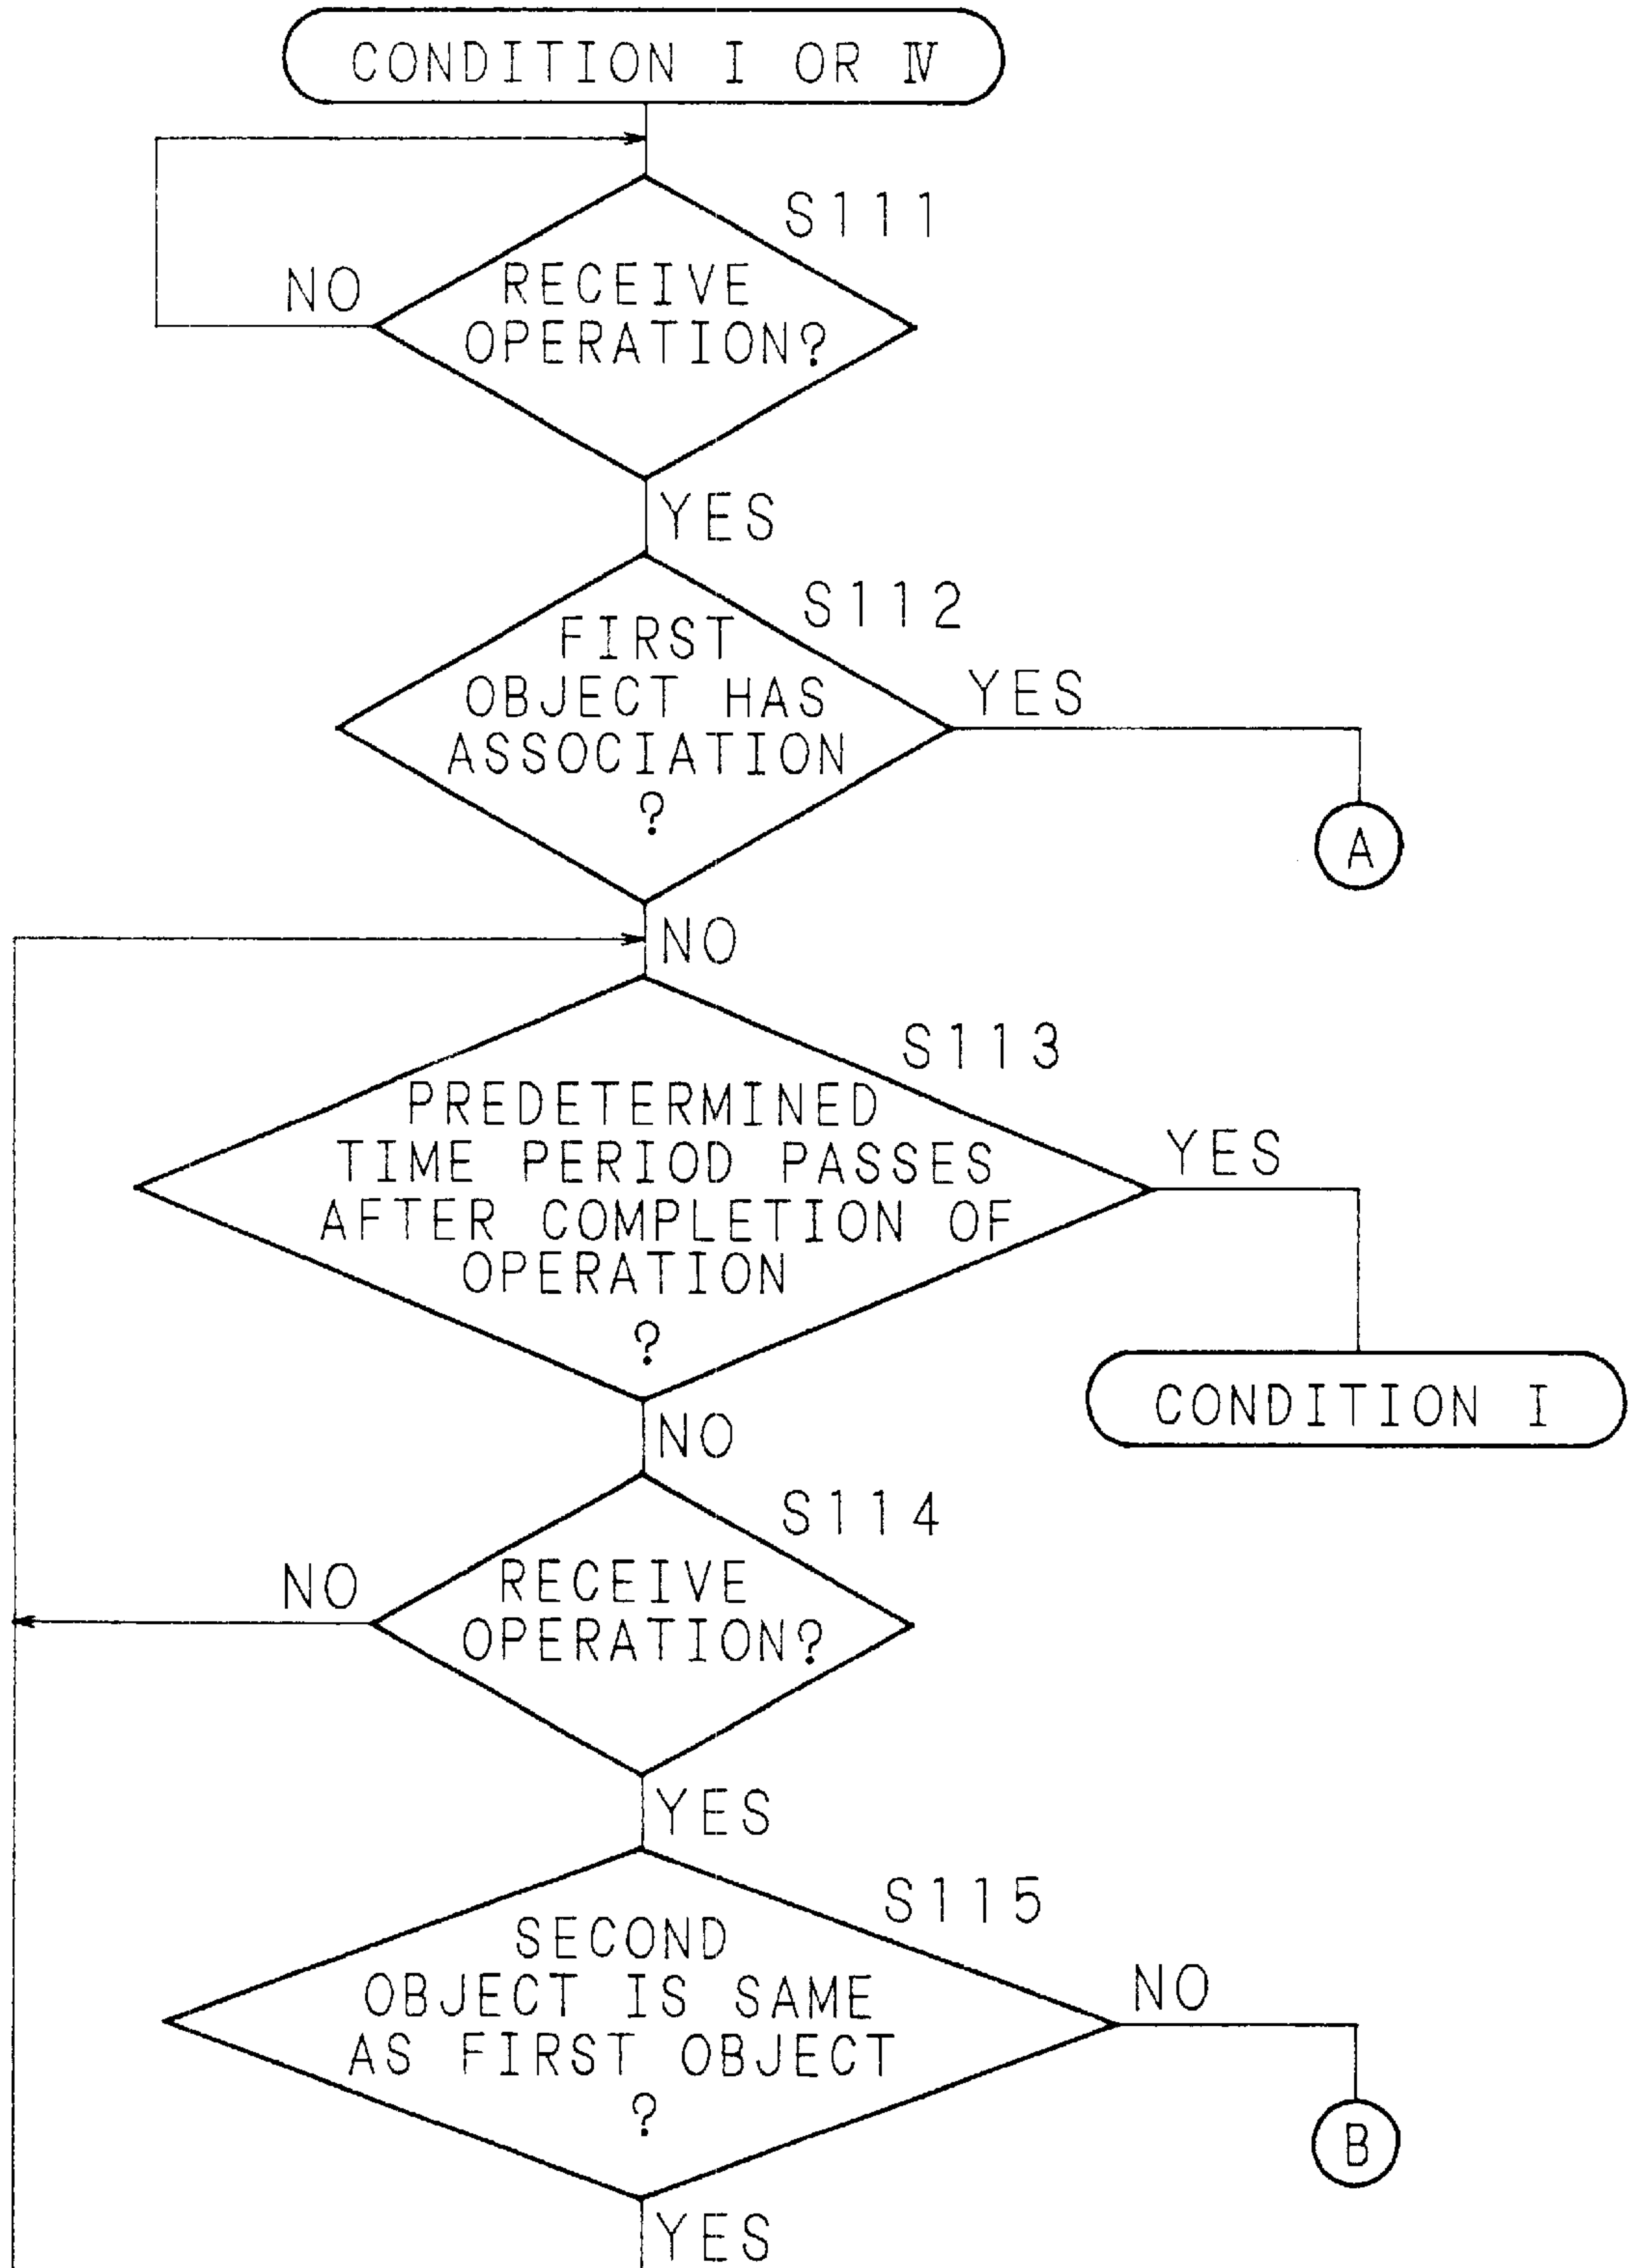 CONDITION I OR Ⅳ
S111
NO
RECEIVE
OPERATION?
YES
S112
FIRST
OBJECT HAS
ASSOCIATION
?
YES
A
NO
S113
PREDETERMINED
TIME PERIOD PASSES
AFTER COMPLETION OF
OPERATION
?
YES
CONDITION I
NO
S114
NO
RECEIVE
OPERATION?
YES
S115
SECOND
OBJECT IS SAME
AS FIRST OBJECT
?
NO
B
YES